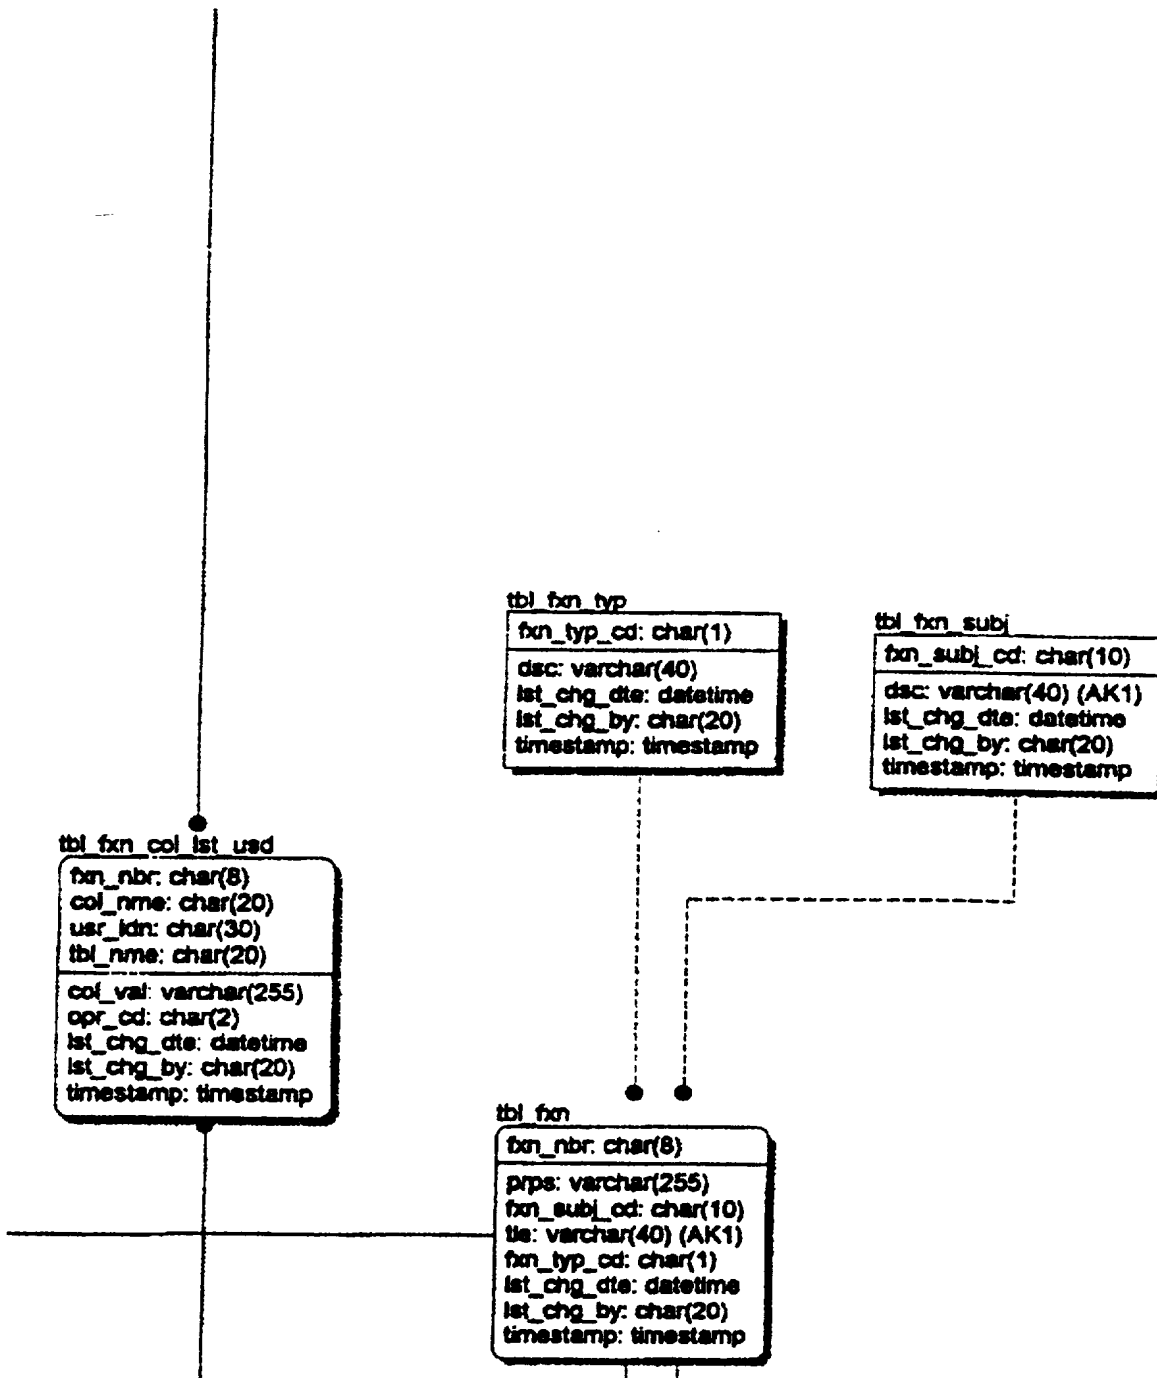 tbl_fxn_typ
fxn_typ_cd: char(1)
dsc: varchar(40)
lst_chg_dte: datetime
lst_chg_by: char(20)
timestamp: timestamp
tbl_fxn_subj
fxn_subj_cd: char(10)
dsc: varchar(40) (AK1)
lst_chg_dte: datetime
lst_chg_by: char(20)
timestamp: timestamp
tbl_fxn_col_lst_usd
fxn_nbr: char(8)
col_nme: char(20)
usr_idn: char(30)
tbl_nme: char(20)
col_val: varchar(255)
opr_cd: char(2)
lst_chg_dte: datetime
lst_chg_by: char(20)
timestamp: timestamp
tbl_fxn
fxn_nbr: char(8)
prps: varchar(255)
fxn_subj_cd: char(10)
tle: varchar(40) (AK1)
fxn_typ_cd: char(1)
lst_chg_dte: datetime
lst_chg_by: char(20)
timestamp: timestamp